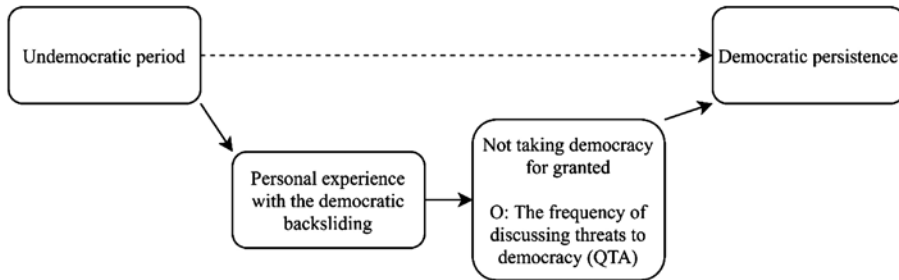 Undemocratic period
Democratic persistence
Personal experience
with the democratic
backsliding
Not taking democracy
for granted
O: The frequency of
discussing threats to
democracy (QTA)